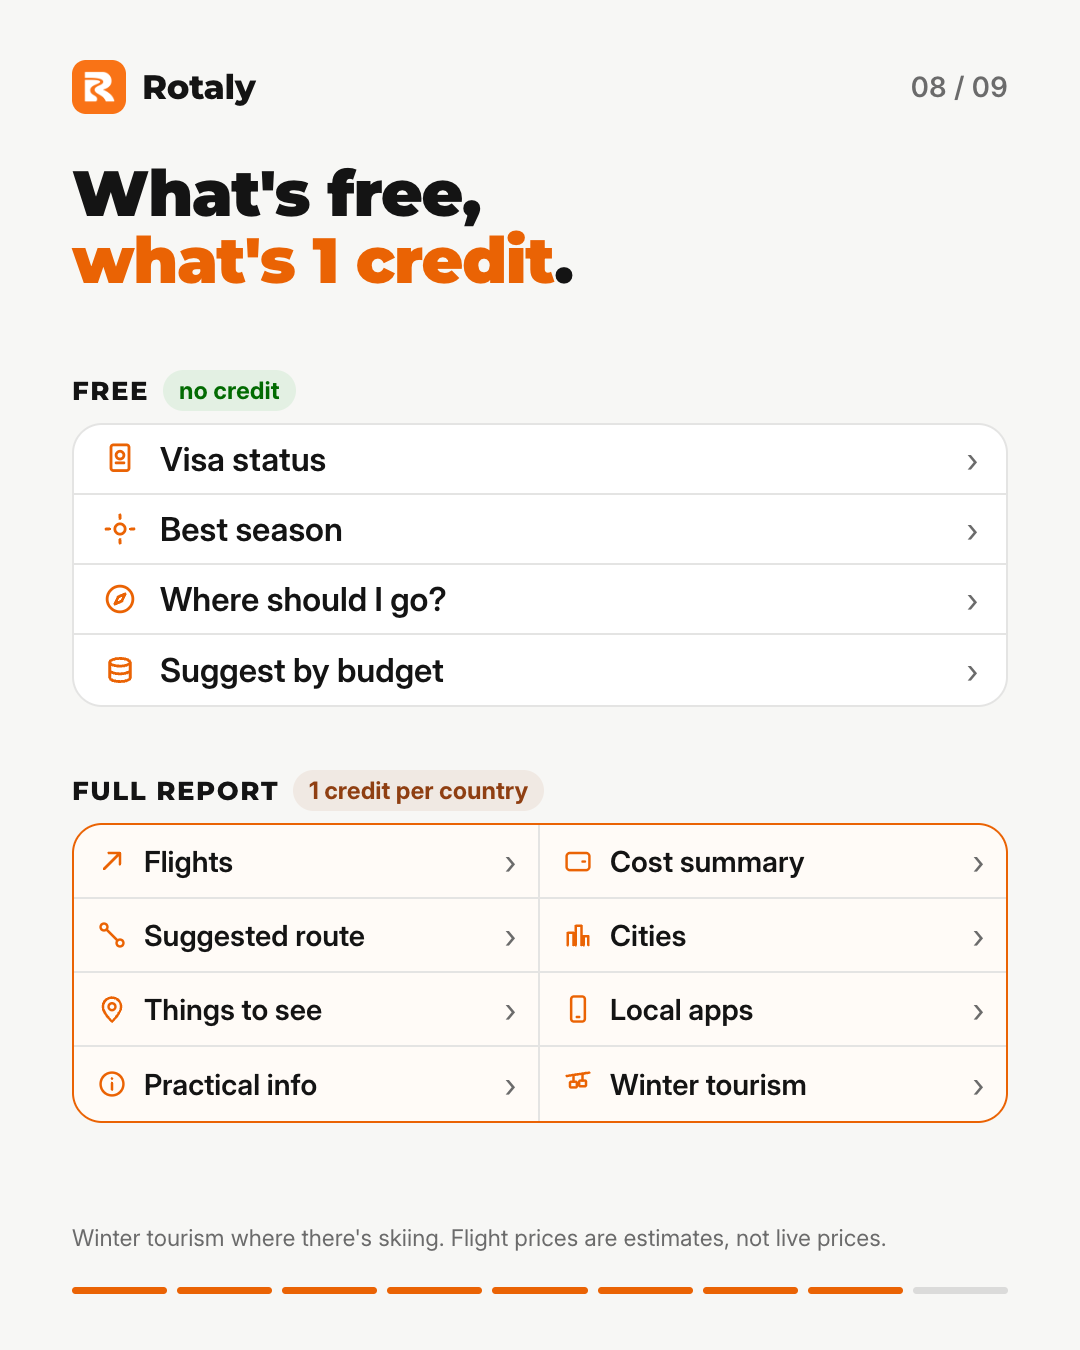 Rotaly
08 / 09
What's free,
what's 1 credit.
FREE
no credit
Visa status
Best season
Where should I go?
Suggest by budget
FULL REPORT
1 credit per country
Flights
Cost summary
Suggested route
Cities
Things to see
Local apps
Practical info
Winter tourism
Winter tourism where there's skiing. Flight prices are estimates, not live prices.